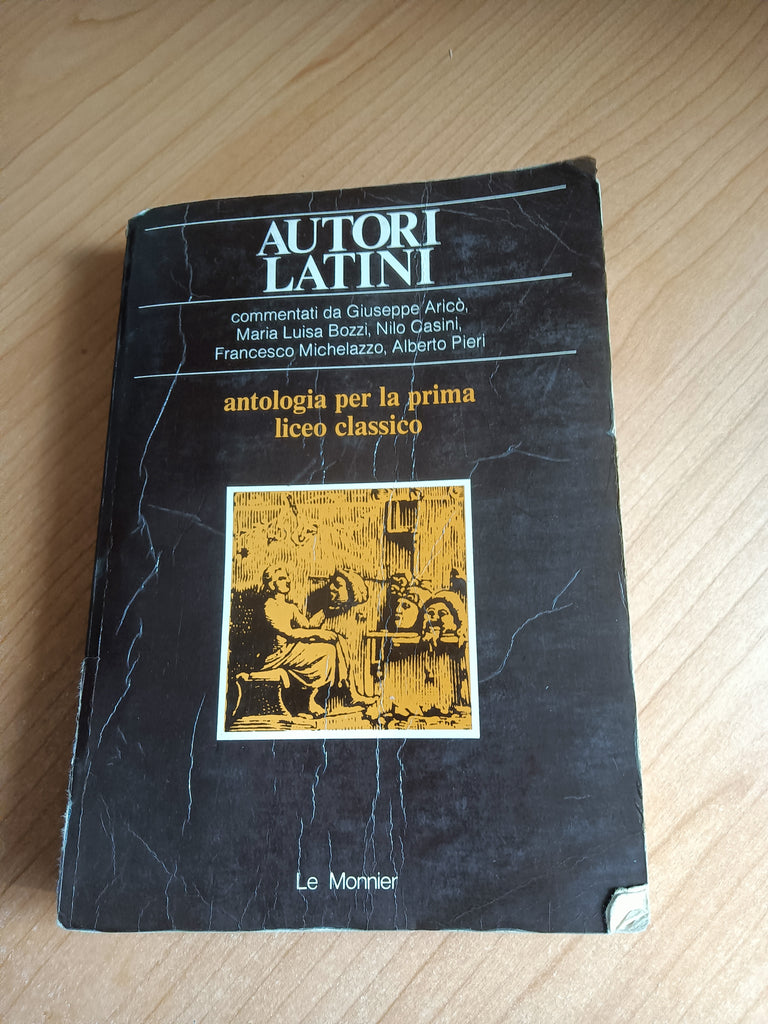 AUTORI
LATINI
commentati da Giuseppe Aricò,
Maria Luisa Bozzi, Nilo Casini,
Francesco Michelazzo, Alberto Pieri
antologia per la prima
liceo classico
Le Monnier